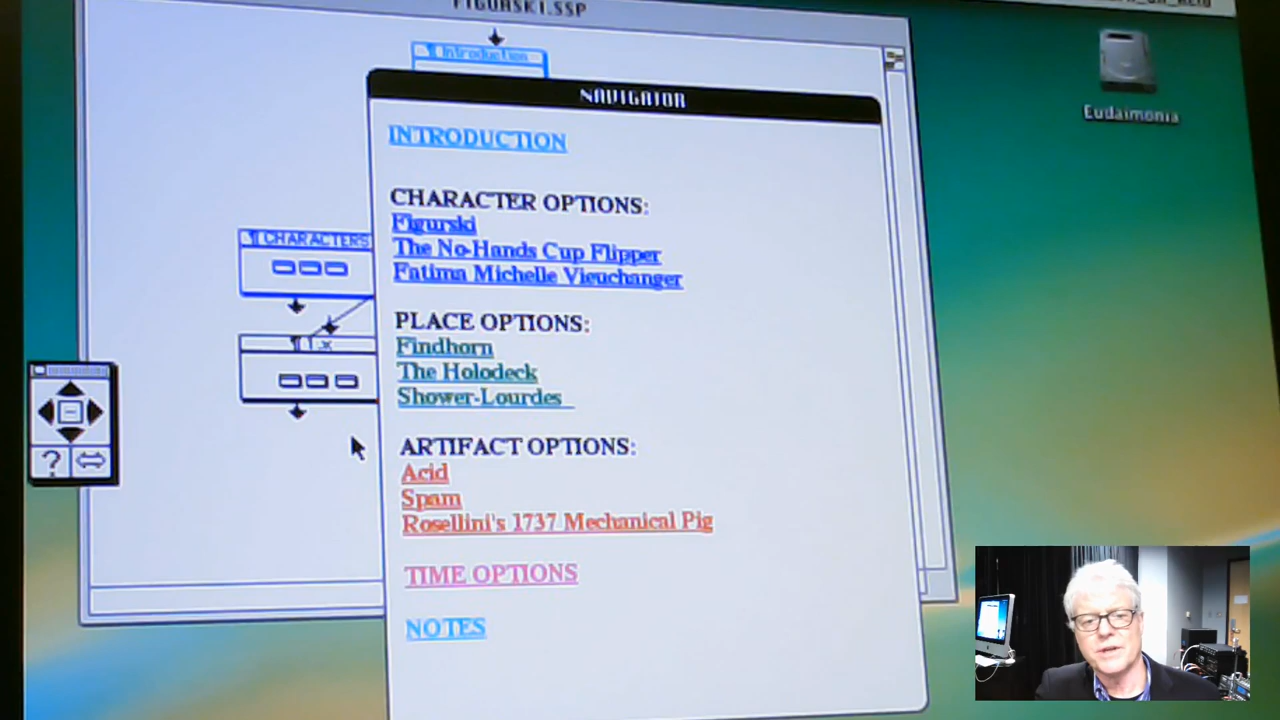 FIGURSKI.SSP
¶ Introduction
NAVIGATOR
INTRODUCTION
CHARACTER OPTIONS:
Figurski
The No-Hands Cup Flipper
Fatima Michelle Vieuchanger
PLACE OPTIONS:
Findhorn
The Holodeck
Shower-Lourdes
ARTIFACT OPTIONS:
Acid
Spam
Rosellini's 1737 Mechanical Pig
TIME OPTIONS
NOTES
¶ CHARACTERS
?
Eudaimonia